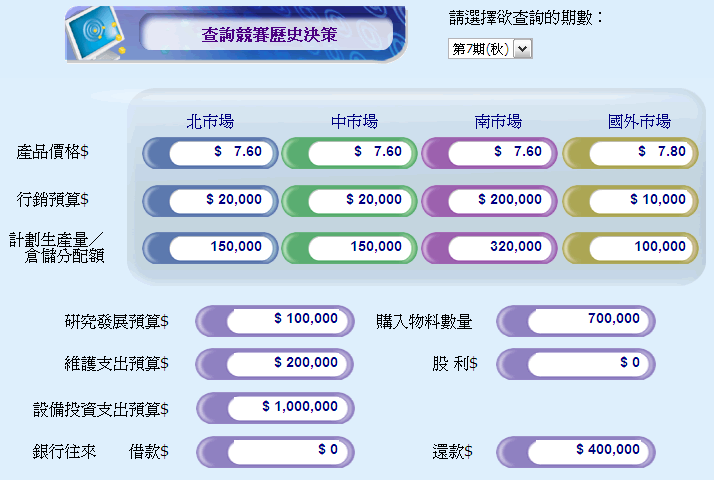 查詢競賽歷史決策
請選擇欲查詢的期數：
第7期(秋)
北市場 中市場 南市場 國外市場
產品價格$ $ 7.60 $ 7.60 $ 7.60 $ 7.80
行銷預算$ $ 20,000 $ 20,000 $ 200,000 $ 10,000
計劃生產量／
倉儲分配額 150,000 150,000 320,000 100,000
研究發展預算$ $ 100,000 購入物料數量 700,000
維護支出預算$ $ 200,000 股 利$ $ 0
設備投資支出預算$ $ 1,000,000
銀行往來 借款$ $ 0 還款$ $ 400,000